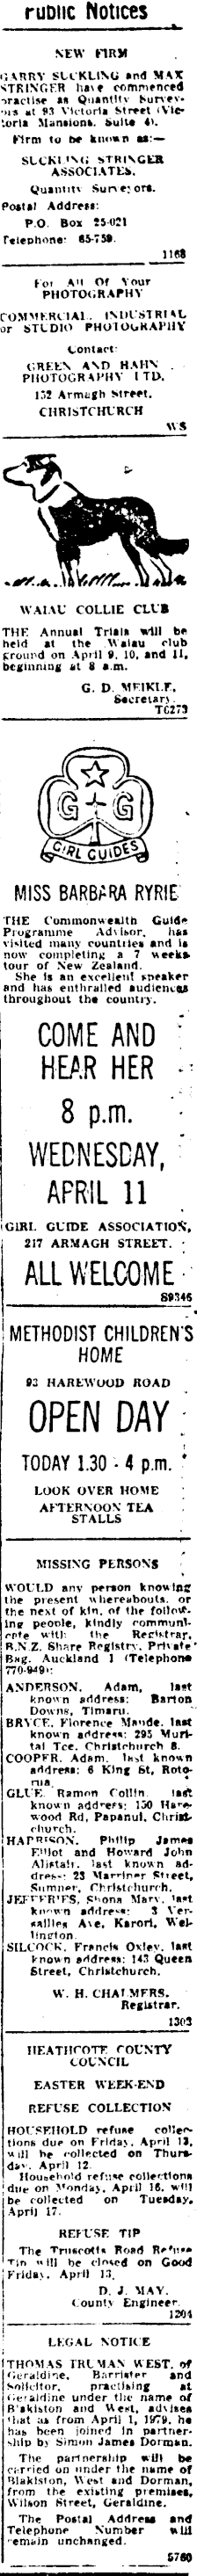 Public Notices
NEW FIRM
GARRY SUCKLING and MAX
STRINGER have commenced
practise as Quantity Survey-
ors at 93 Victoria Street (Vic-
toria Mansions, Suite 4).
Firm to be known as:—
SUCKLING STRINGER
ASSOCIATES.
Quantity Surveyors.
Postal Address:
P.O. Box 25-021
Telephone: 65-759.
1168
For All Of Your
PHOTOGRAPHY
COMMERCIAL, INDUSTRIAL
or STUDIO PHOTOGRAPHY
Contact:
GREEN AND HAHN
PHOTOGRAPHY LTD.
152 Armagh Street,
CHRISTCHURCH
WS
WAIAU COLLIE CLUB
THE Annual Trials will be
held at the Waiau club
ground on April 9, 10, and 11,
beginning at 8 a.m.
G. D. MEIKLE,
Secretary.
T6273
G G
GIRL GUIDES
MISS BARBARA RYRIE
THE Commonwealth Guide
Programme Advisor, has
visited many countries and is
now completing a 7 weeks
tour of New Zealand.
She is an excellent speaker
and has enthralled audiences
throughout the country.
COME AND
HEAR HER
8 p.m.
WEDNESDAY,
APRIL 11
GIRL GUIDE ASSOCIATION,
217 ARMAGH STREET.
ALL WELCOME
S9346
METHODIST CHILDREN'S
HOME
93 HAREWOOD ROAD
OPEN DAY
TODAY 1.30 - 4 p.m.
LOOK OVER HOME
AFTERNOON TEA
STALLS
MISSING PERSONS
WOULD any person knowing
the present whereabouts, or
the next of kin, of the follow-
ing people, kindly communi-
cate with the Registrar,
B.N.Z. Share Registry, Private
Bag, Auckland 1 (Telephone
770-949):
ANDERSON, Adam, last
known address: Barton
Downs, Timaru.
BRYCE, Florence Maude, last
known address: 295 Muri-
tai Tce, Christchurch 8.
COOPER, Adam, last known
address: 6 King St, Roto-
rua.
GLUE, Ramon Collin, last
known address: 150 Hare-
wood Rd, Papanui, Christ-
church.
HARRISON, Philip James
Elliot and Howard John
Alistair, last known ad-
dress: 23 Marriner Street,
Sumner, Christchurch.
JEFFERIES, Shona Mary, last
known address: 3 Ver-
sailles Ave, Karori, Wel-
lington.
SILCOCK, Francis Oxley, last
known address: 143 Queen
Street, Christchurch.
W. H. CHALMERS,
Registrar.
1303
HEATHCOTE COUNTY
COUNCIL
EASTER WEEK-END
REFUSE COLLECTION
HOUSEHOLD refuse collec-
tions due on Friday, April 13,
will be collected on Thurs-
day, April 12.
Household refuse collections
due on Monday, April 16, will
be collected on Tuesday,
April 17.
REFUSE TIP
The Truscotts Road Refuse
Tip will be closed on Good
Friday, April 13.
D. J. MAY,
County Engineer.
1204
LEGAL NOTICE
THOMAS TRUMAN WEST, of
Geraldine, Barrister and
Solicitor, practising at
Geraldine under the name of
Blakiston and West, advises
that as from April 1, 1979, he
has been joined in partner-
ship by Simon James Dorman.
The partnership will be
carried on under the name of
Blakiston, West and Dorman,
from the existing premises,
Wilson Street, Geraldine.
The Postal Address and
Telephone Number will
remain unchanged.
5760